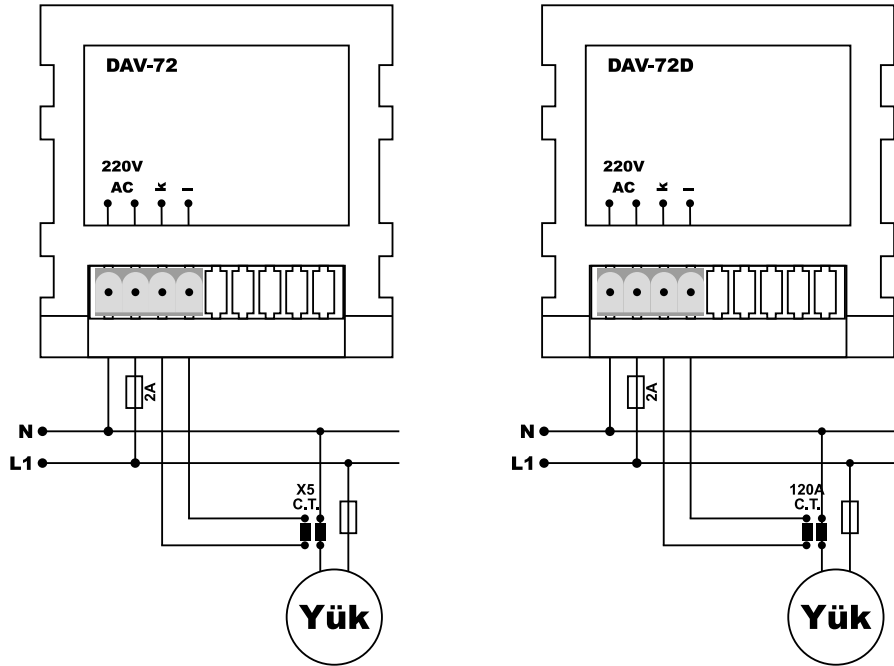 DAV-72
220V
AC
k
l
2A
N
L1
X5
C.T.
Yük
DAV-72D
220V
AC
k
l
2A
N
L1
120A
C.T.
Yük